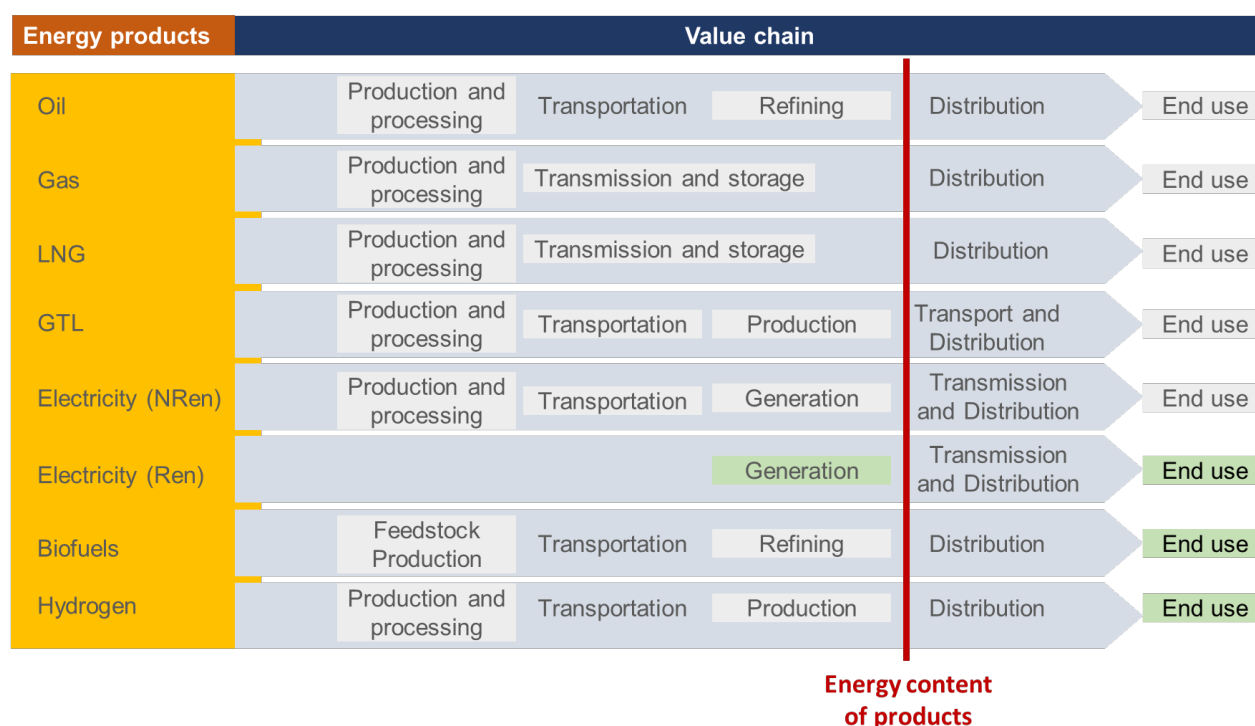 Energy products
Value chain
Oil
Production and
processing
Transportation
Refining
Distribution
End use
Gas
Production and
processing
Transmission and storage
Distribution
End use
LNG
Production and
processing
Transmission and storage
Distribution
End use
GTL
Production and
processing
Transportation
Production
Transport and
Distribution
End use
Electricity (NRen)
Production and
processing
Transportation
Generation
Transmission
and Distribution
End use
Electricity (Ren)
Generation
Transmission
and Distribution
End use
Biofuels
Feedstock
Production
Transportation
Refining
Distribution
End use
Hydrogen
Production and
processing
Transportation
Production
Distribution
End use
Energy content
of products